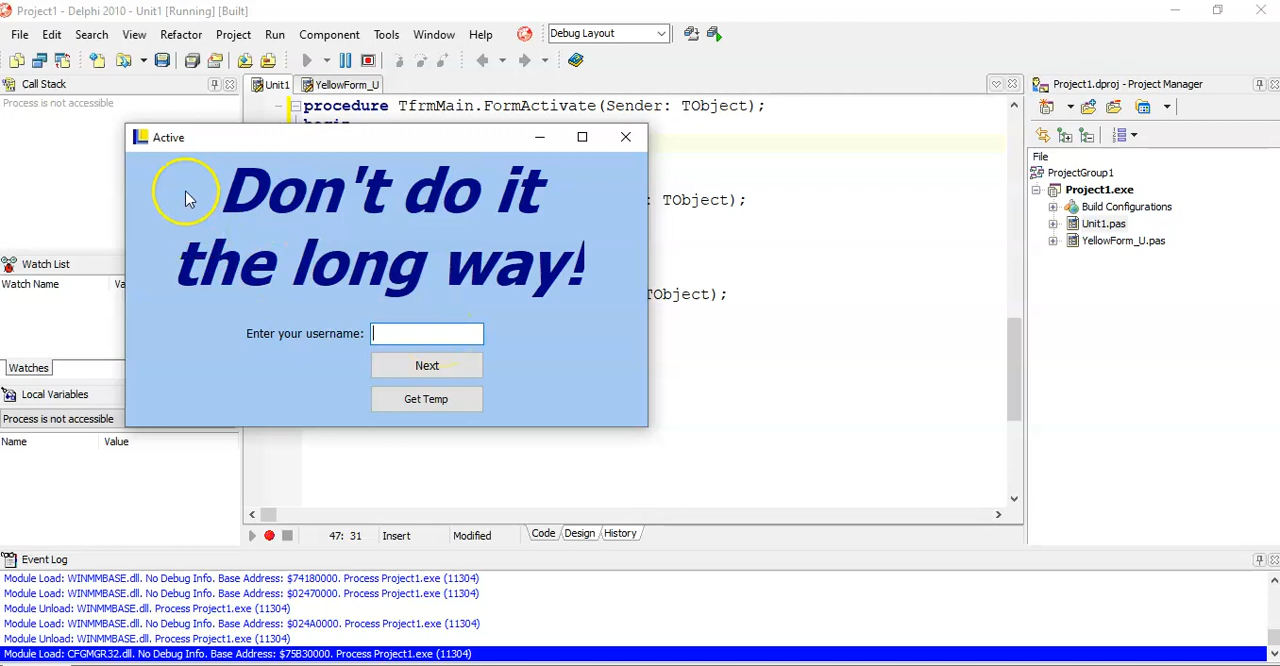 Project1 - Delphi 2010 - Unit1 [Running] [Built]
File Edit Search View Refactor Project Run Component Tools Window Help Debug Layout
Call Stack
Process is not accessible
Unit1 YellowForm_U
procedure TfrmMain.FormActivate(Sender: TObject);
begin
: TObject);
TObject);
Active
Don't do it
the long way!
Enter your username:
Next
Get Temp
Watch List
Watch Name Va
Watches
Local Variables
Process is not accessible
Name Value
47: 31 Insert Modified Code Design History
Project1.dproj - Project Manager
File
ProjectGroup1
Project1.exe
Build Configurations
Unit1.pas
YellowForm_U.pas
Event Log
Module Load: WINMMBASE.dll. No Debug Info. Base Address: $74180000. Process Project1.exe (11304)
Module Load: WINMMBASE.dll. No Debug Info. Base Address: $02470000. Process Project1.exe (11304)
Module Unload: WINMMBASE.dll. Process Project1.exe (11304)
Module Load: WINMMBASE.dll. No Debug Info. Base Address: $024A0000. Process Project1.exe (11304)
Module Unload: WINMMBASE.dll. Process Project1.exe (11304)
Module Load: CFGMGR32.dll. No Debug Info. Base Address: $75B30000. Process Project1.exe (11304)